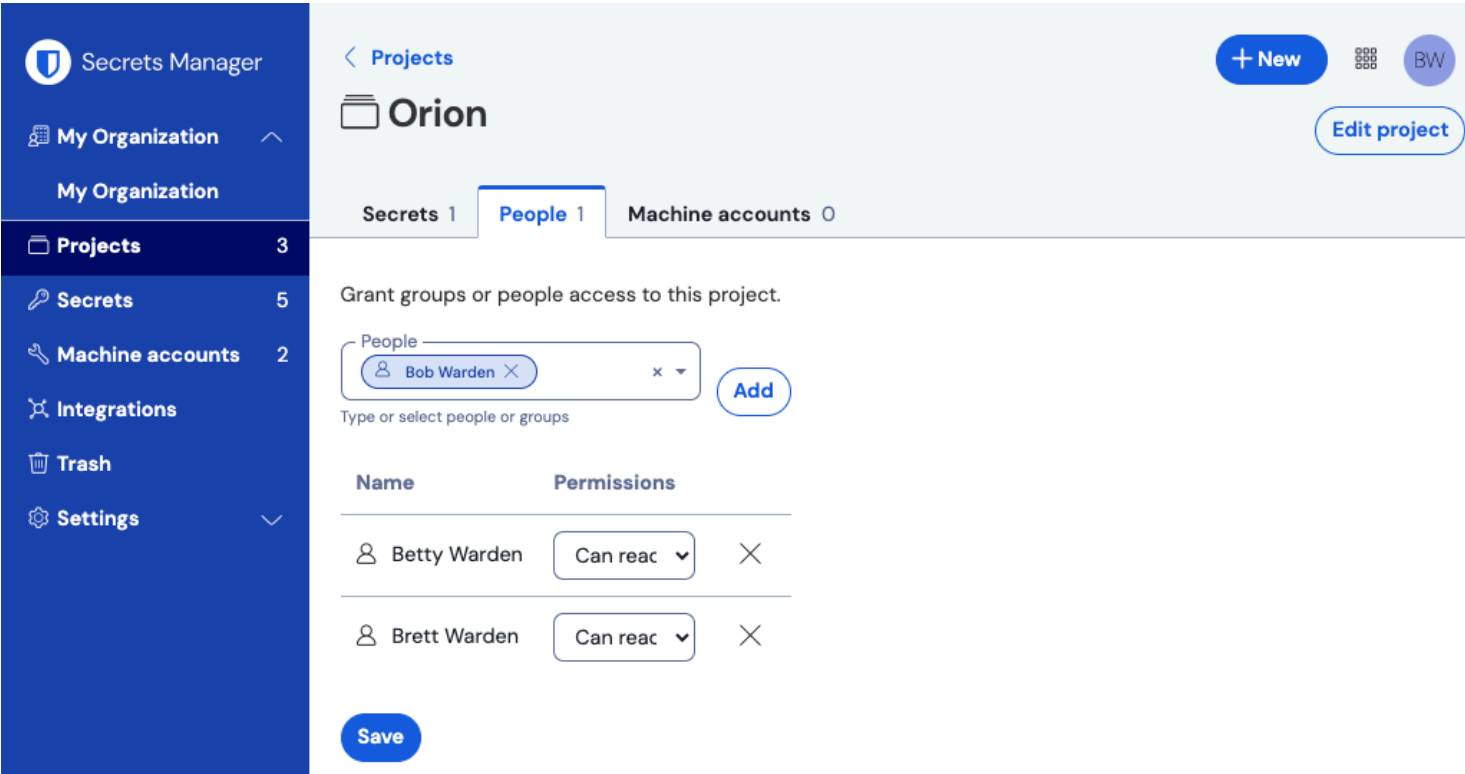 Secrets Manager
My Organization
My Organization
Projects 3
Secrets 5
Machine accounts 2
Integrations
Trash
Settings
Projects
+ New
BW
Orion
Edit project
Secrets 1
People 1
Machine accounts 0
Grant groups or people access to this project.
People
Bob Warden
Add
Type or select people or groups
Name Permissions
Betty Warden Can reac
Brett Warden Can reac
Save